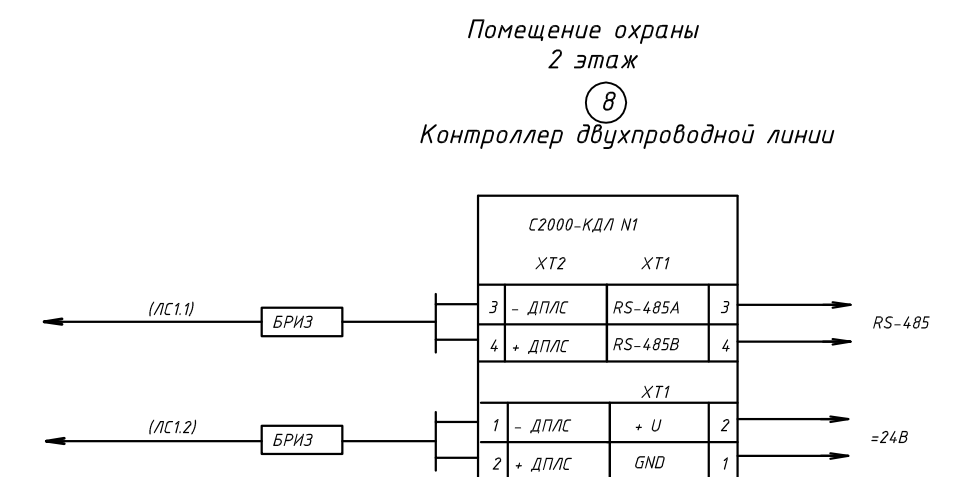 Помещение охраны
2 этаж
8
Контроллер двухпроводной линии
С2000-КДЛ N1
XT2 XT1
(ЛС1.1) БРИЗ 3 - ДПЛС RS-485A 3
RS-485
4 + ДПЛС RS-485B 4
XT1
(ЛС1.2) БРИЗ 1 - ДПЛС + U 2
=24В
2 + ДПЛС GND 1